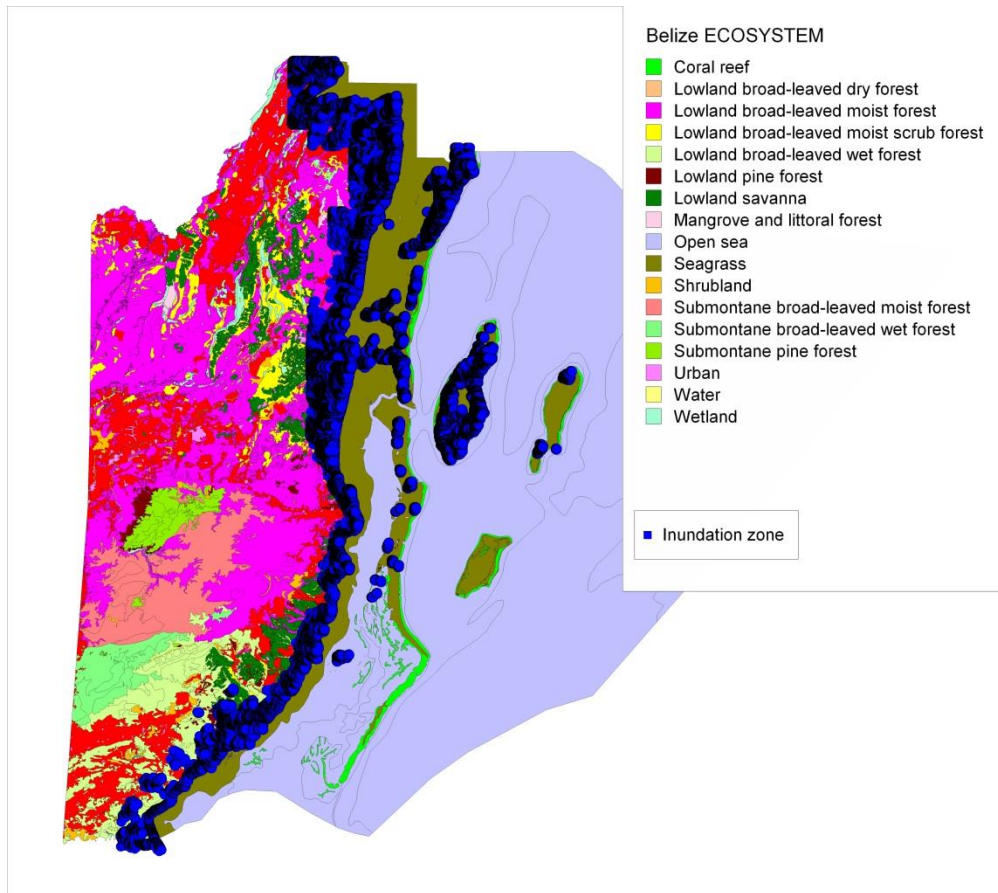 Belize ECOSYSTEM
Coral reef
Lowland broad-leaved dry forest
Lowland broad-leaved moist forest
Lowland broad-leaved moist scrub forest
Lowland broad-leaved wet forest
Lowland pine forest
Lowland savanna
Mangrove and littoral forest
Open sea
Seagrass
Shrubland
Submontane broad-leaved moist forest
Submontane broad-leaved wet forest
Submontane pine forest
Urban
Water
Wetland
Inundation zone